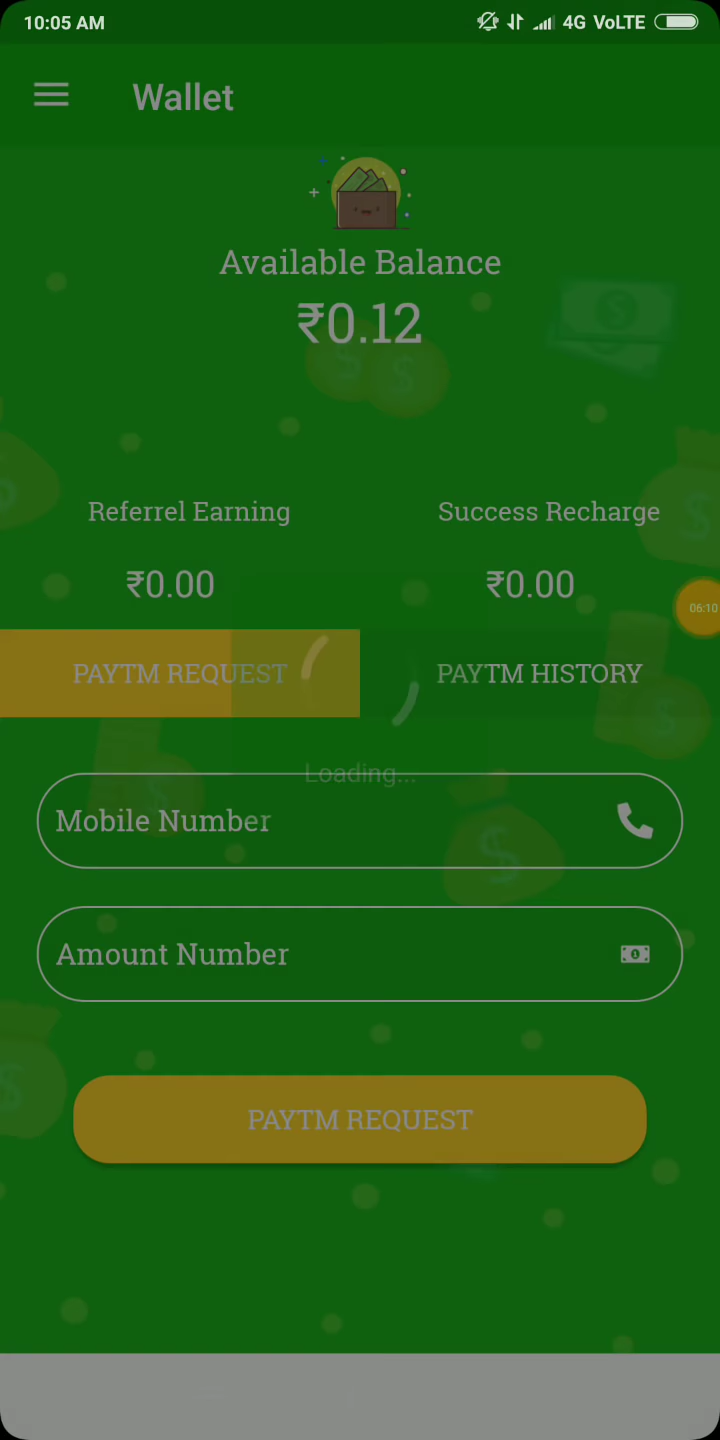 10:05 AM
4G VoLTE
Wallet
Available Balance
₹0.12
Referrel Earning
Success Recharge
₹0.00
₹0.00
06:10
PAYTM REQUEST
PAYTM HISTORY
Loading...
Mobile Number
Amount Number
PAYTM REQUEST